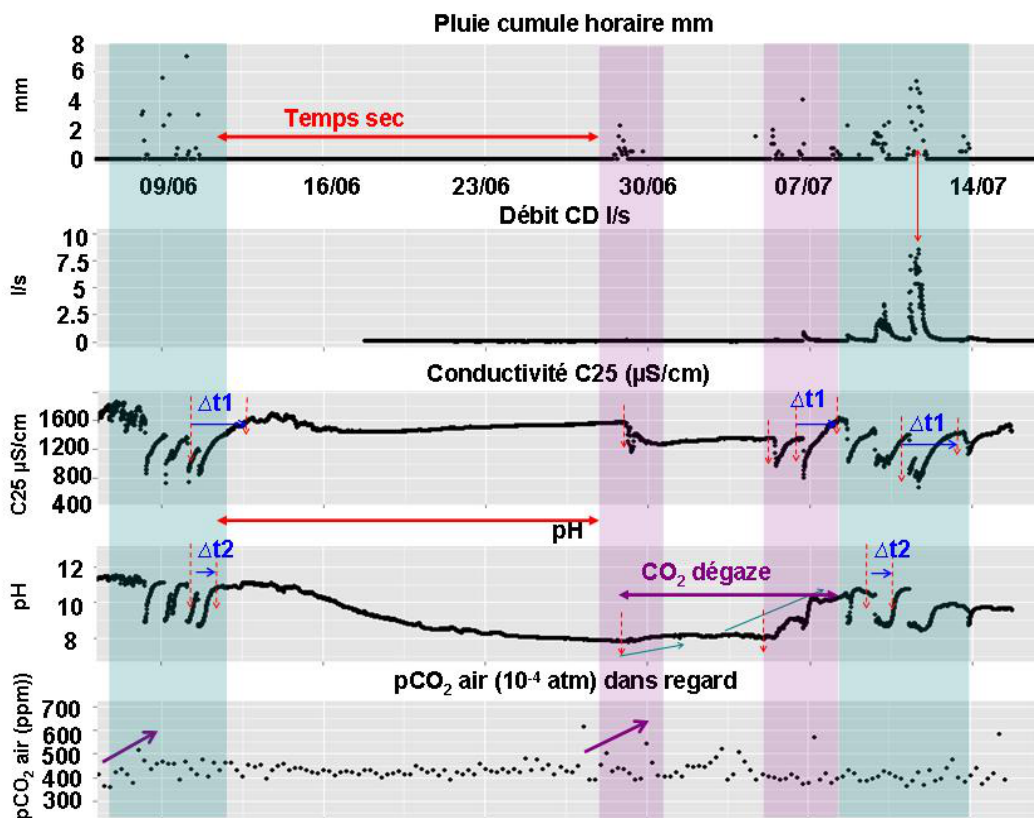 Pluie cumule horaire mm
mm
8
6
4
2
0
Temps sec
09/06 16/06 23/06 30/06 07/07 14/07
Débit CD l/s
l/s
10
7.5
5
2.5
0
Conductivité C25 (µS/cm)
C25 µS/cm
1600
1200
800
400
Δt1
Δt1
Δt1
pH
pH
12
10
8
Δt2
CO₂ dégaze
Δt2
pCO₂ air (10⁻⁴ atm) dans regard
pCO₂ air (ppm))
700
600
500
400
300